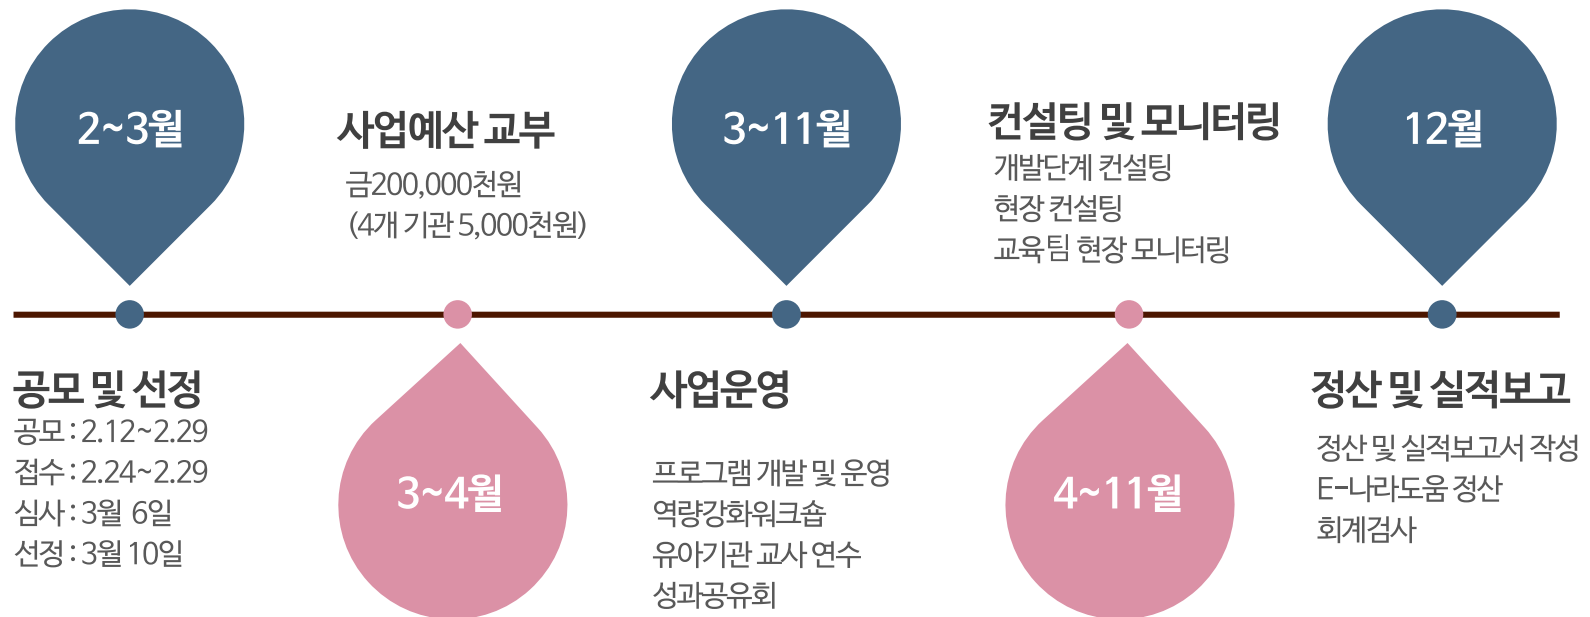 2~3월
공모 및 선정
공모 : 2.12~2.29
접수 : 2.24~2.29
심사 : 3월 6일
선정 : 3월 10일
사업예산 교부
금200,000천원
(4개 기관 5,000천원)
3~4월
3~11월
사업운영
프로그램 개발 및 운영
역량강화워크숍
유아기관 교사 연수
성과공유회
컨설팅 및 모니터링
개발단계 컨설팅
현장 컨설팅
교육팀 현장 모니터링
4~11월
12월
정산 및 실적보고
정산 및 실적보고서 작성
E-나라도움 정산
회계검사